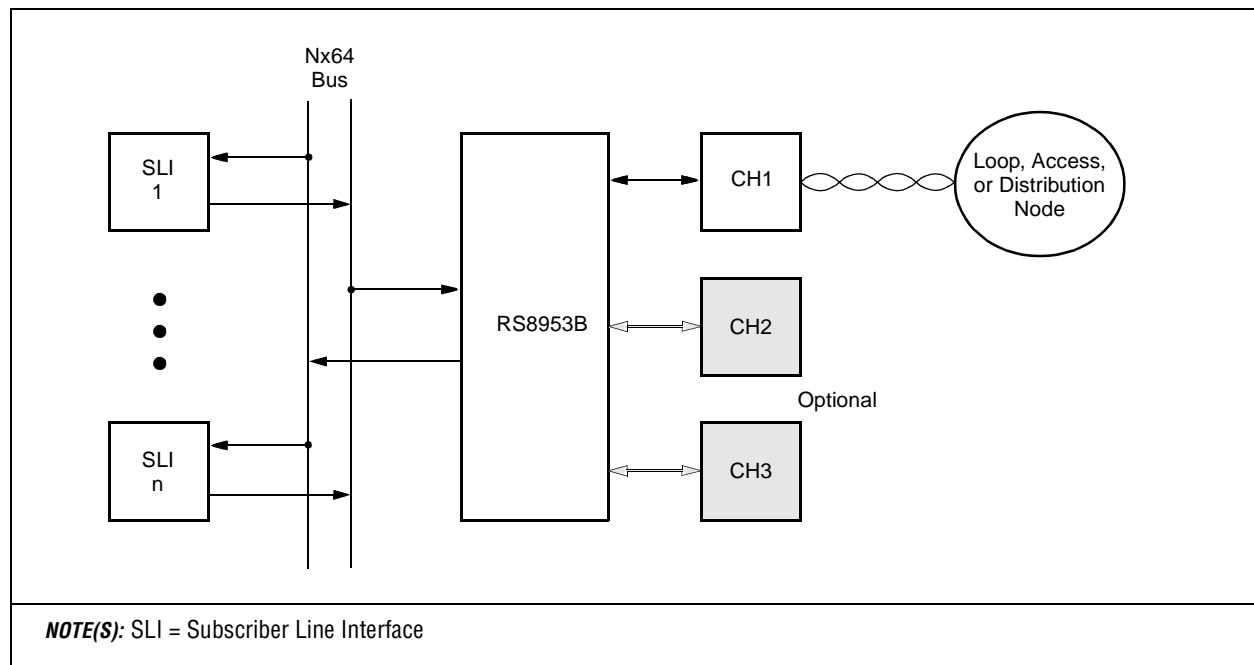 Nx64
Bus
SLI
1
SLI
n
RS8953B
CH1
CH2
Optional
CH3
Loop, Access,
or Distribution
Node
NOTE(S): SLI = Subscriber Line Interface